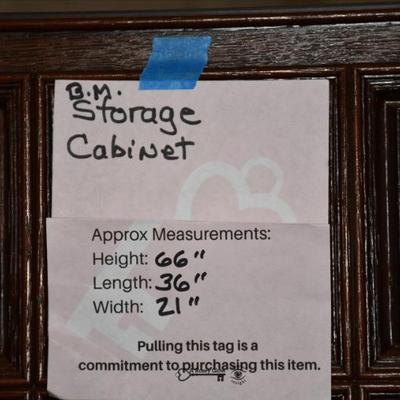 B.M.
Storage
Cabinet
Approx Measurements:
Height: 66"
Length: 36"
Width: 21"
Pulling this tag is a
commitment to purchasing this item.